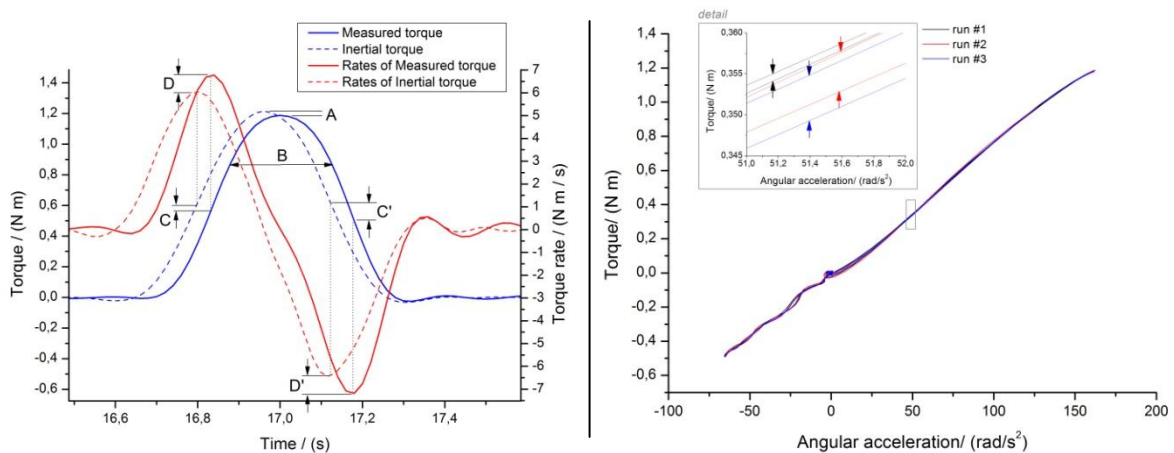 Measured torque
Inertial torque
Rates of Measured torque
Rates of Inertial torque
1,4
1,2
1,0
0,8
0,6
0,4
0,2
0,0
-0,2
-0,4
-0,6
Torque / (N m)
7
6
5
4
3
2
1
0
-1
-2
-3
-4
-5
-6
-7
Torque rate / (N m / s)
D
A
B
C
C'
D'
16,6
16,8
17,0
17,2
17,4
Time / (s)
detail
0,360
0,355
0,350
0,345
Torque/ (N m)
51,0
51,2
51,4
51,6
51,8
52,0
Angular acceleration/ (rad/s²)
run #1
run #2
run #3
1,4
1,2
1,0
0,8
0,6
0,4
0,2
0,0
-0,2
-0,4
-0,6
Torque/ (N m)
-100
-50
0
50
100
150
200
Angular acceleration/ (rad/s²)